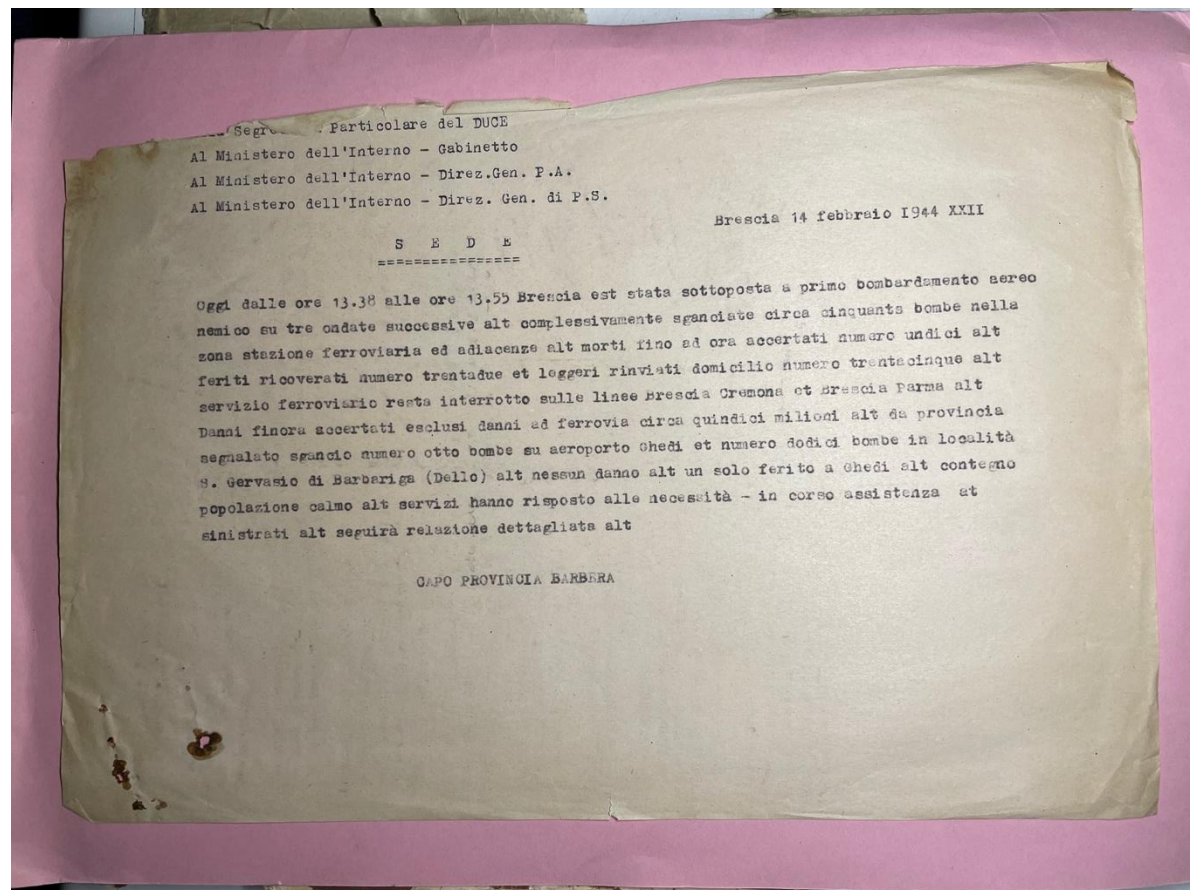 Particolare del DUCE
Al Ministero dell'Interno - Gabinetto
Al Ministero dell'Interno - Direz.Gen. P.A.
Al Ministero dell'Interno - Direz. Gen. di P.S.
Brescia 14 febbraio I944 XXII
S E D E
================
Oggi dalle ore 13.38 alle ore 13.55 Brescia est stata sottoposta a primo bombardamento aereo
nemico su tre ondate successive alt complessivamente sganciate circa cinquanta bombe nella
zona stazione ferroviaria ed adiacenze alt morti fino ad ora accertati numero undici alt
feriti ricoverati numero trentadue et leggeri rinviati domicilio numero trentacinque alt
servizio ferroviario resta interrotto sulle linee Brescia Cremona et Brescia Parma alt
Danni finora accertati esclusi danni ad ferrovia circa quindici milioni alt da provincia
segnalato sgancio numero otto bombe su aeroporto Ghedi et numero dodici bombe in località
S. Gervasio di Barbariga (Dello) alt nessun danno alt un solo ferito a Ghedi alt contegno
popolazione calmo alt servizi hanno risposto alle necessità - in corso assistenza at
sinistrati alt seguirà relazione dettagliata alt
CAPO PROVINCIA BARBERA